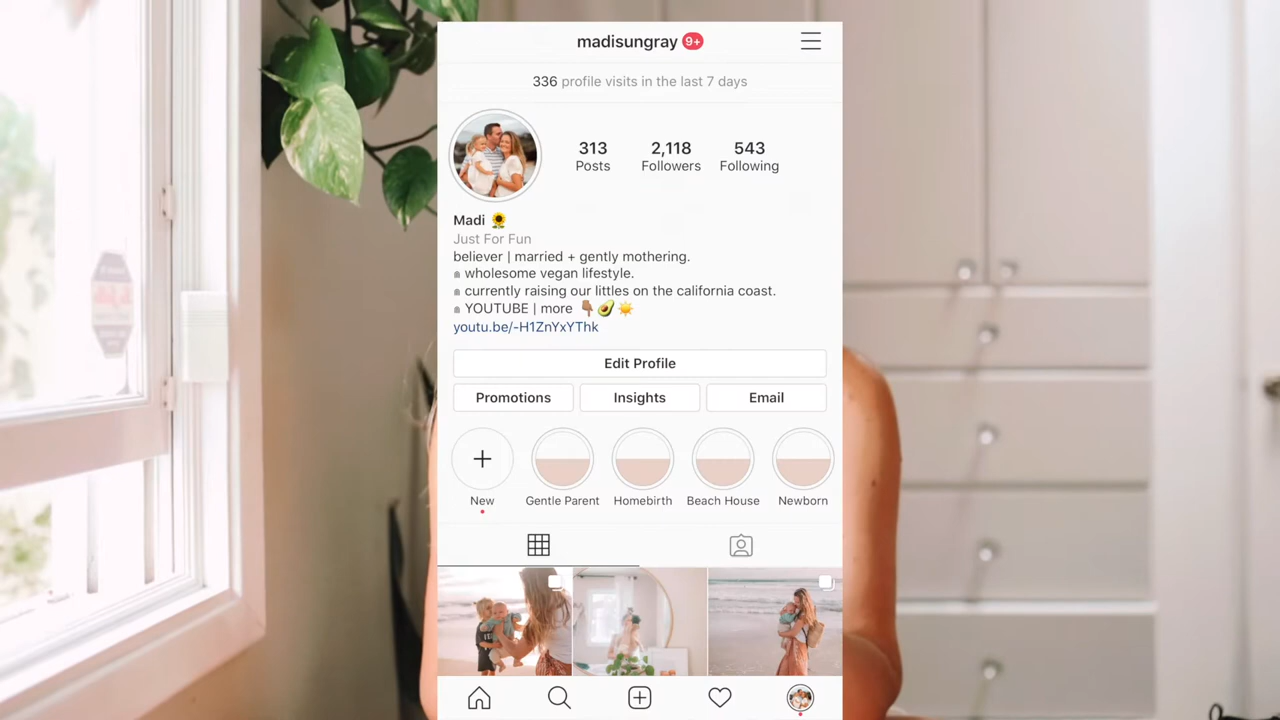 madisungray 9+
336 profile visits in the last 7 days
313 2,118 543
Posts Followers Following
Madi 🌻
Just For Fun
believer | married + gently mothering.
⋒ wholesome vegan lifestyle.
⋒ currently raising our littles on the california coast.
⋒ YOUTUBE | more 👇🏽🥑☀️
youtu.be/-H1ZnYxYThk
Edit Profile
Promotions Insights Email
New Gentle Parent Homebirth Beach House Newborn